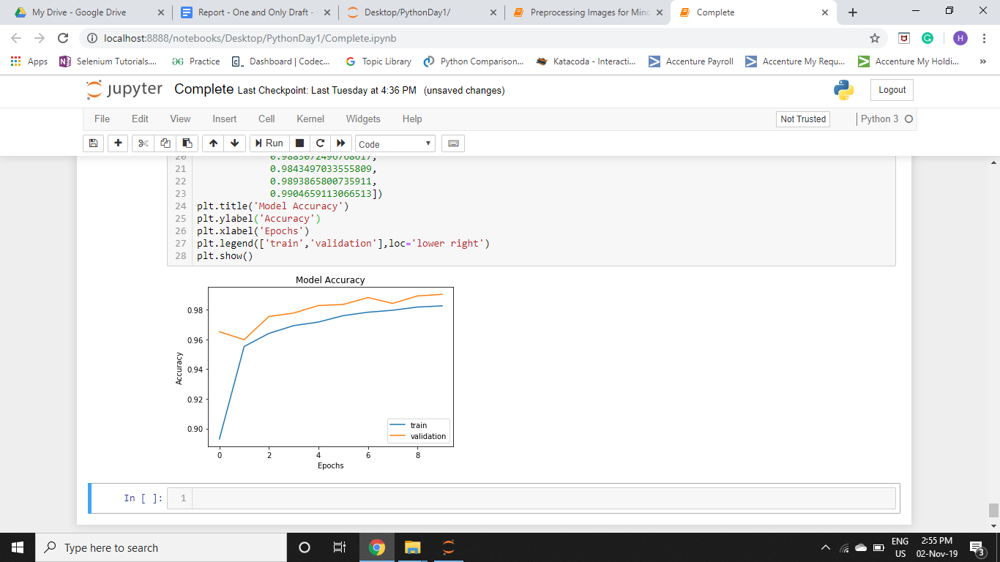 My Drive - Google Drive
Report - One and Only Draft -
Desktop/PythonDay1/
Preprocessing Images for Mind
Complete
localhost:8888/notebooks/Desktop/PythonDay1/Complete.ipynb
H
Apps
Selenium Tutorials....
Practice
Dashboard | Codec...
Topic Library
Python Comparison...
Katacoda - Interacti...
Accenture Payroll
Accenture My Requ...
Accenture My Holdi...
»
jupyter Complete Last Checkpoint: Last Tuesday at 4:36 PM (unsaved changes)
Logout
File Edit View Insert Cell Kernel Widgets Help
Not Trusted
Python 3
Run
Code
20 0.9883072496768617,
21 0.9843497033555809,
22 0.9893865800735911,
23 0.9904659113066513])
24 plt.title('Model Accuracy')
25 plt.ylabel('Accuracy')
26 plt.xlabel('Epochs')
27 plt.legend(['train','validation'],loc='lower right')
28 plt.show()
Model Accuracy
0.98
0.96
0.94
0.92
0.90
Accuracy
train
validation
0 2 4 6 8
Epochs
In [ ]: 1
Type here to search
ENG
US
2:55 PM
02-Nov-19
3